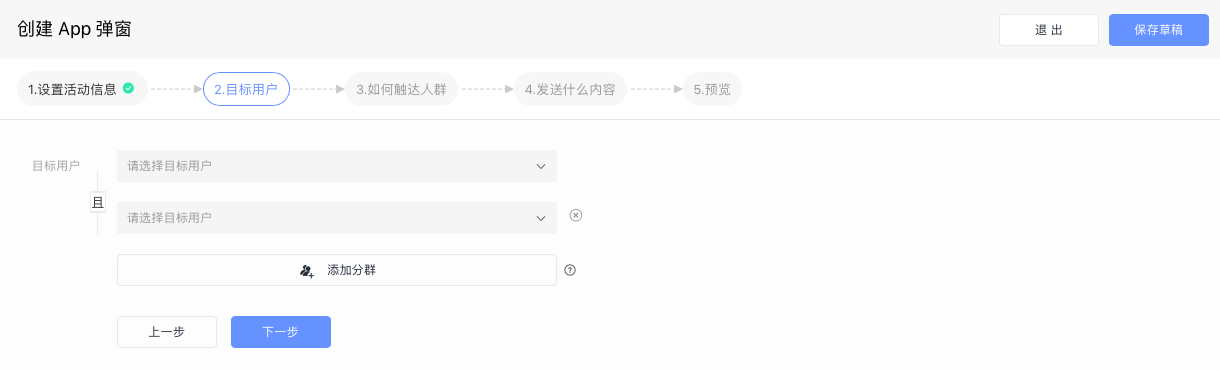 创建 App 弹窗
退 出
保存草稿
1.设置活动信息
2.目标用户
3.如何触达人群
4.发送什么内容
5.预览
目标用户
请选择目标用户
且
请选择目标用户
添加分群
上一步
下一步